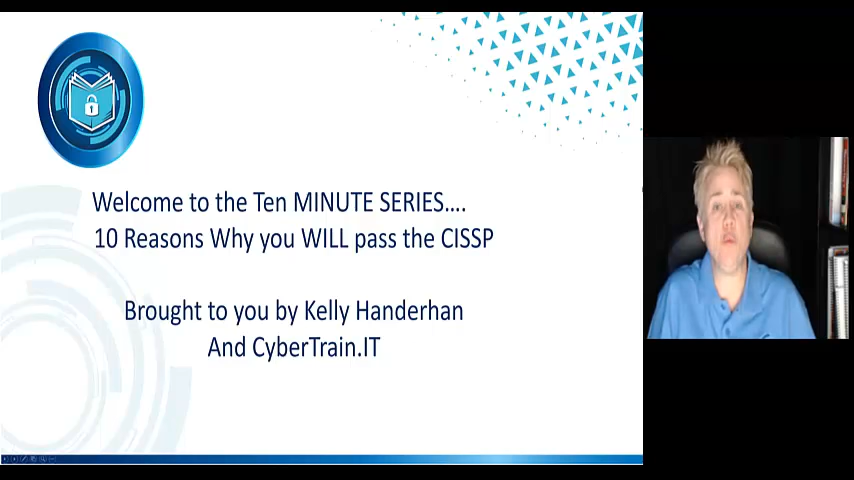 Welcome to the Ten MINUTE SERIES....
10 Reasons Why you WILL pass the CISSP
Brought to you by Kelly Handerhan
And CyberTrain.IT